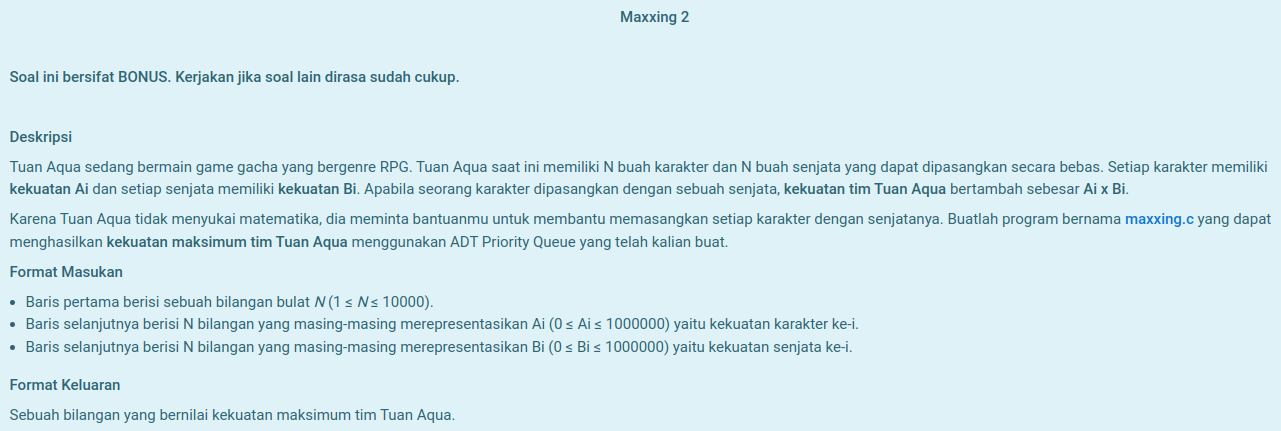 Maxxing 2
Soal ini bersifat BONUS. Kerjakan jika soal lain dirasa sudah cukup.
Deskripsi
Tuan Aqua sedang bermain game gacha yang bergenre RPG. Tuan Aqua saat ini memiliki N buah karakter dan N buah senjata yang dapat dipasangkan secara bebas. Setiap karakter memiliki
kekuatan Ai dan setiap senjata memiliki kekuatan Bi. Apabila seorang karakter dipasangkan dengan sebuah senjata, kekuatan tim Tuan Aqua bertambah sebesar Ai x Bi.
Karena Tuan Aqua tidak menyukai matematika, dia meminta bantuanmu untuk membantu memasangkan setiap karakter dengan senjatanya. Buatlah program bernama maxxing.c yang dapat
menghasilkan kekuatan maksimum tim Tuan Aqua menggunakan ADT Priority Queue yang telah kalian buat.
Format Masukan
• Baris pertama berisi sebuah bilangan bulat N (1 ≤ N ≤ 10000).
• Baris selanjutnya berisi N bilangan yang masing-masing merepresentasikan Ai (0 ≤ Ai ≤ 1000000) yaitu kekuatan karakter ke-i.
• Baris selanjutnya berisi N bilangan yang masing-masing merepresentasikan Bi (0 ≤ Bi ≤ 1000000) yaitu kekuatan senjata ke-i.
Format Keluaran
Sebuah bilangan yang bernilai kekuatan maksimum tim Tuan Aqua.